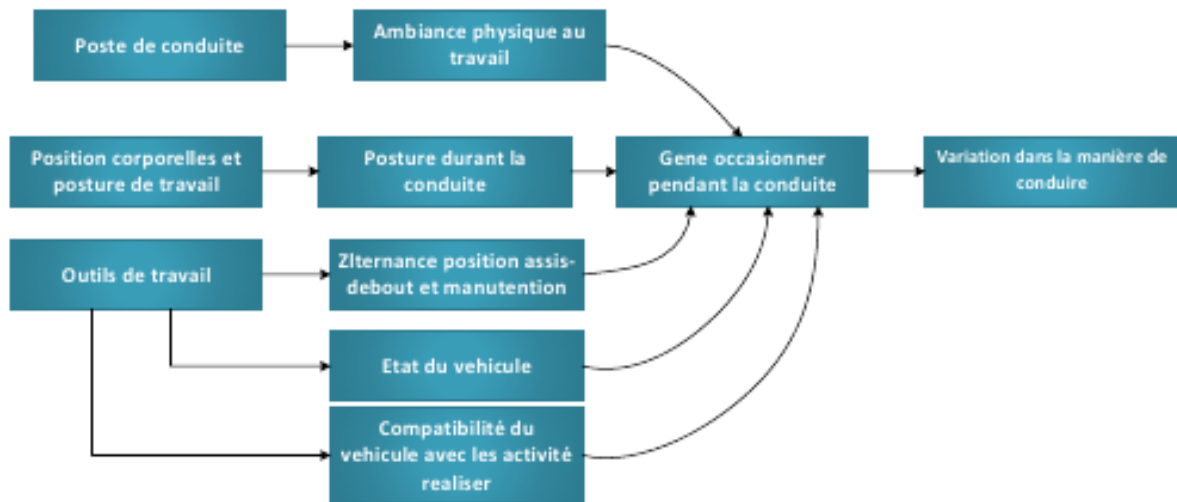 Poste de conduite
Ambiance physique au
travail
Position corporelles et
posture de travail
Posture durant la
conduite
Gene occasionner
pendant la conduite
Variation dans la manière de
conduire
Outils de travail
Zlternance position assis-
debout et manutention
Etat du vehicule
Compatibilité du
vehicule avec les activité
realiser